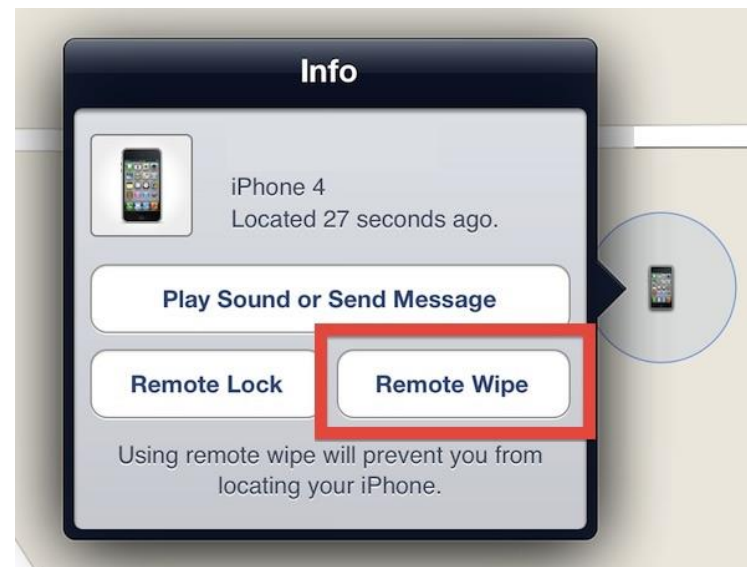 Info
iPhone 4
Located 27 seconds ago.
Play Sound or Send Message
Remote Lock
Remote Wipe
Using remote wipe will prevent you from
locating your iPhone.